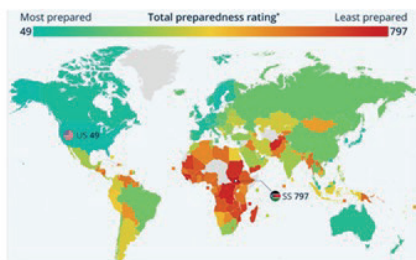 Most prepared Total preparedness rating* Least prepared
49 797
US 49
SS 797